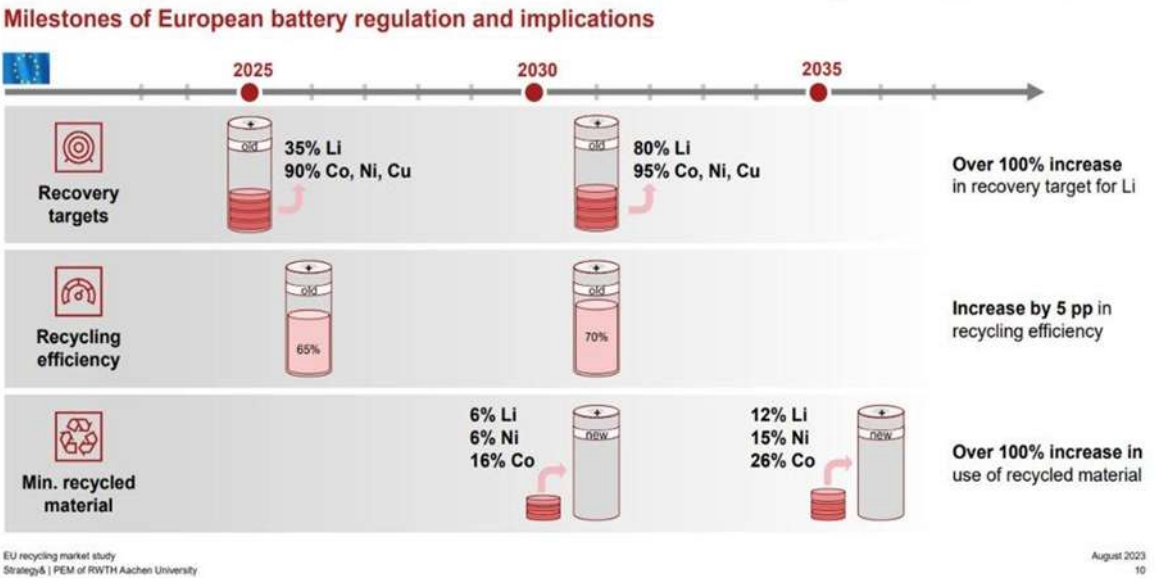 Milestones of European battery regulation and implications
2025
2030
2035
Recovery
targets
+
old
35% Li
90% Co, Ni, Cu
+
old
80% Li
95% Co, Ni, Cu
Over 100% increase
in recovery target for Li
Recycling
efficiency
+
old
65%
+
old
70%
Increase by 5 pp in
recycling efficiency
Min. recycled
material
6% Li
6% Ni
16% Co
+
new
12% Li
15% Ni
26% Co
+
new
Over 100% increase in
use of recycled material
EU recycling market study
Strategy& | PEM of RWTH Aachen University
August 2023
10